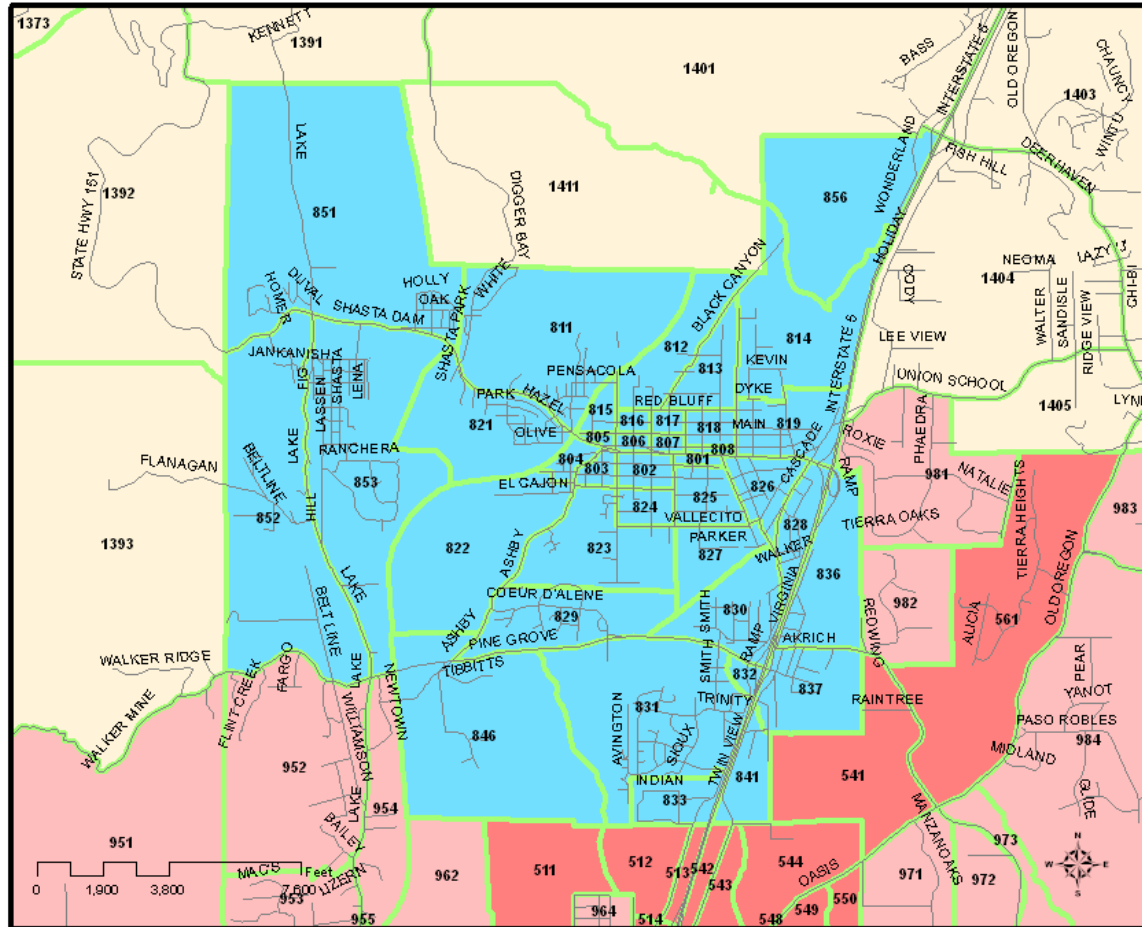 1373
KENNETT
1391
1401
BASS
INTERSTATE 5
OLD OREGON
CHAUNCY
1403
WINTU
LAKE
WONDERLAND
FISH HILL
DEERHAVEN
STATE HWY 151
1392
851
1411
DIGGER BAY
856
HOLIDAY
HOMER
DUVAL
SHASTA DAM
HOLLY
OAK
SHASTA PARK
WHITE
BLACK CANYON
CODY
1404
NEOMA
LAZY J
WALTER
SANDISLE
RIDGE VIEW
811
812
813
814
INTERSTATE 5
LEE VIEW
JANKANISH
FIG
LASSEN
SHASTA
LENA
PENSACOLA
KEVIN
DYKE
UNION SCHOOL
PARK
HAZEL
815
RED BLUFF
816
817
818
MAIN
819
CASCADE
ROXIE
PHAEDRA
1405
821
OLIVE
805
806
807
808
801
RAMP
981
NATALIE
FLANAGAN
BELTLINE
LAKE
RANCHERA
853
804
803
802
EL CAJON
825
826
TIERRA HEIGHTS
983
852
HILL
824
VALLECITO
828
TIERRA OAKS
OLD OREGON
1393
822
ASHBY
823
PARKER
827
WALKER
836
LAKE
BELTLINE
COEUR D'ALENE
829
830
VIRGINIA
982
REDWING
ALICIA
561
WALKER RIDGE
ASHBY
PINE GROVE
TIBBITTS
SMITH
SMITH
RAMP
AKRICH
PEAR
FLINT CREEK
FARGO
LAKE
NEWTOWN
832
837
RAINTREE
YANOT
WALKER MINE
WILLIAMSON
831
TRINITY
PASO ROBLES
846
AVINGTON
SIOUX
TWIN VIEW
MIDLAND
984
952
INDIAN
841
541
GLIDE
954
LAKE
833
MANZANOAKS
951
BAILEY
973
MAC'S
962
511
512
513
542
543
544
OASIS
971
972
N
W
E
S
Feet
0
1,900
3,800
7,600
953
955
964
514
548
549
550